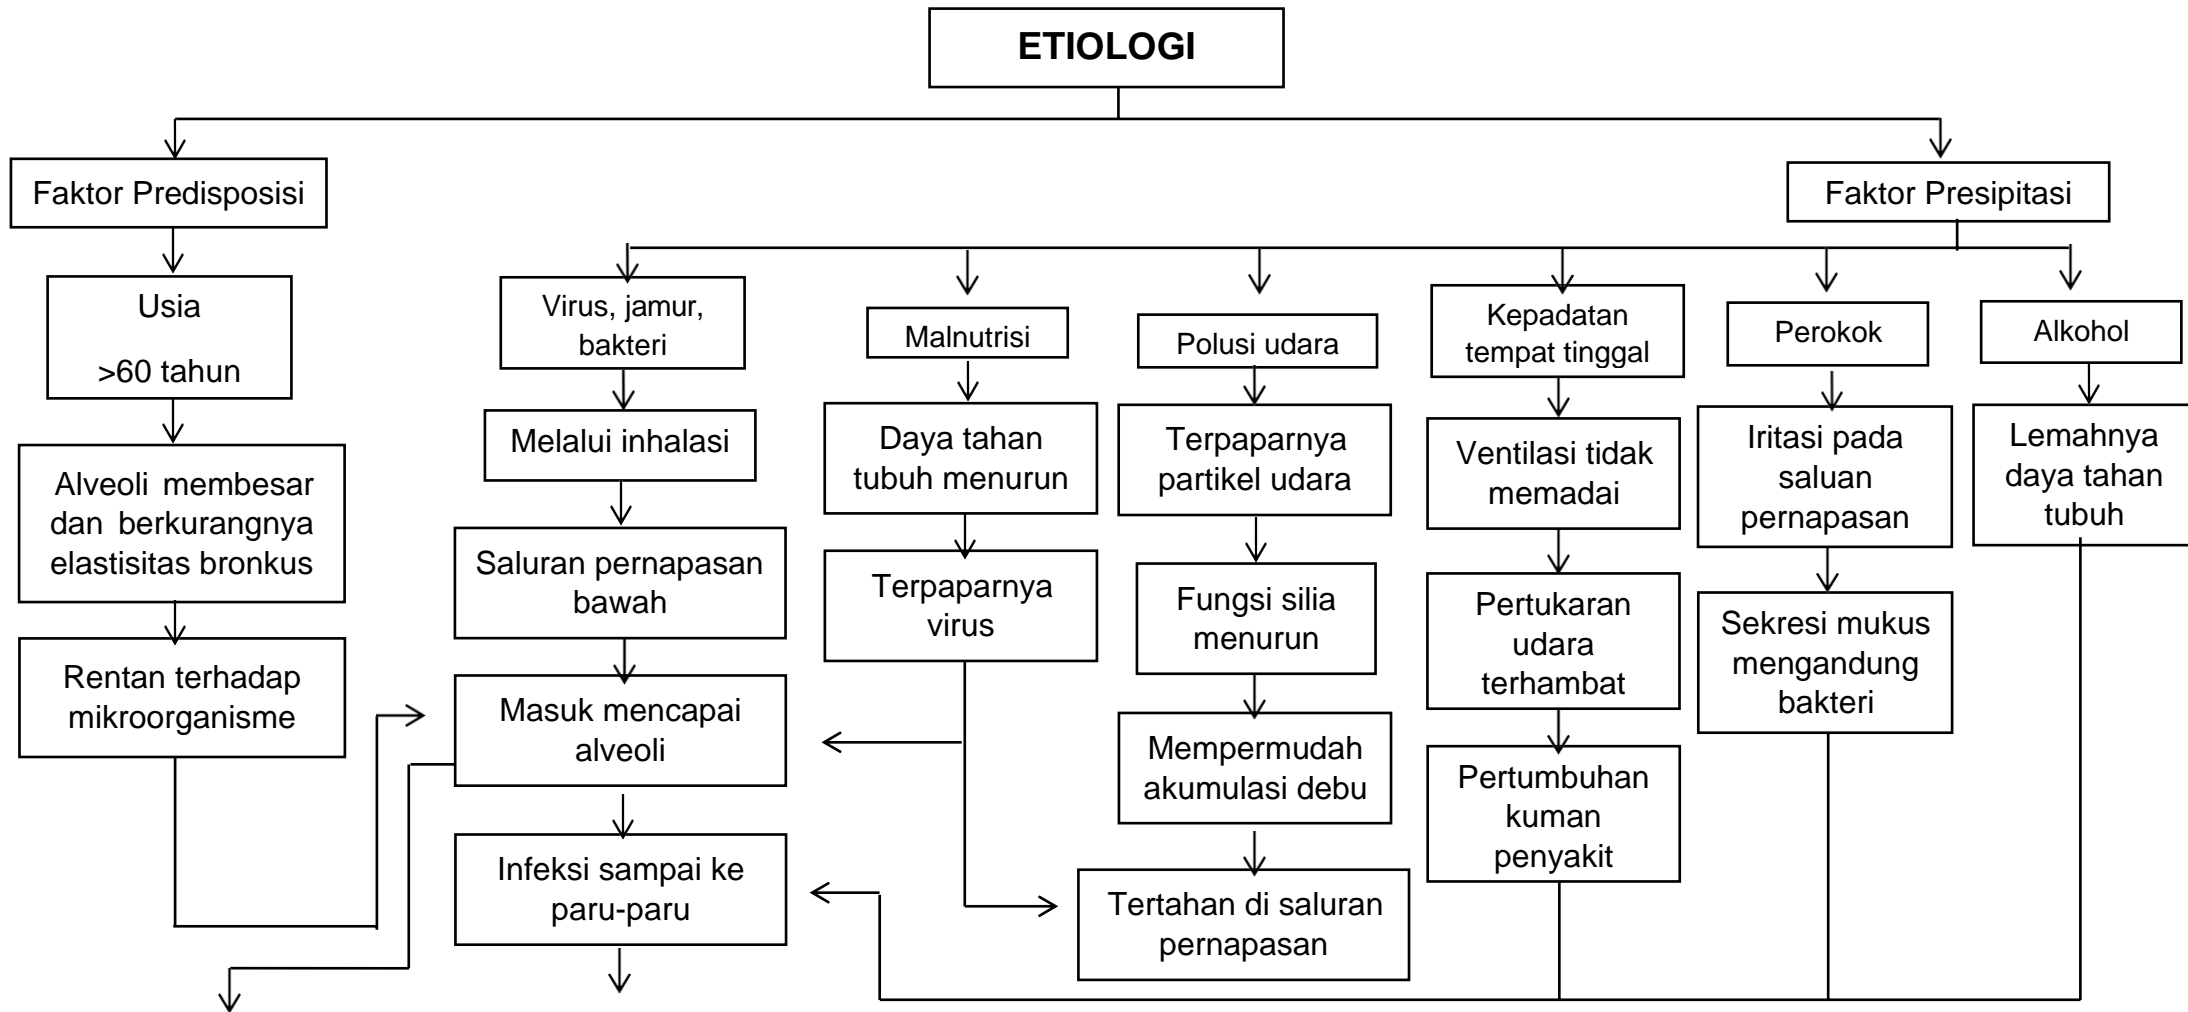 ETIOLOGI
Faktor Predisposisi
Faktor Presipitasi
Usia
>60 tahun
Alveoli membesar
dan berkurangnya
elastisitas bronkus
Rentan terhadap
mikroorganisme
Virus, jamur,
bakteri
Melalui inhalasi
Saluran pernapasan
bawah
Masuk mencapai
alveoli
Infeksi sampai ke
paru-paru
Malnutrisi
Daya tahan
tubuh menurun
Terpaparnya
virus
Polusi udara
Terpaparnya
partikel udara
Fungsi silia
menurun
Mempermudah
akumulasi debu
Tertahan di saluran
pernapasan
Kepadatan
tempat tinggal
Ventilasi tidak
memadai
Pertukaran
udara
terhambat
Pertumbuhan
kuman
penyakit
Perokok
Iritasi pada
saluan
pernapasan
Sekresi mukus
mengandung
bakteri
Alkohol
Lemahnya
daya tahan
tubuh